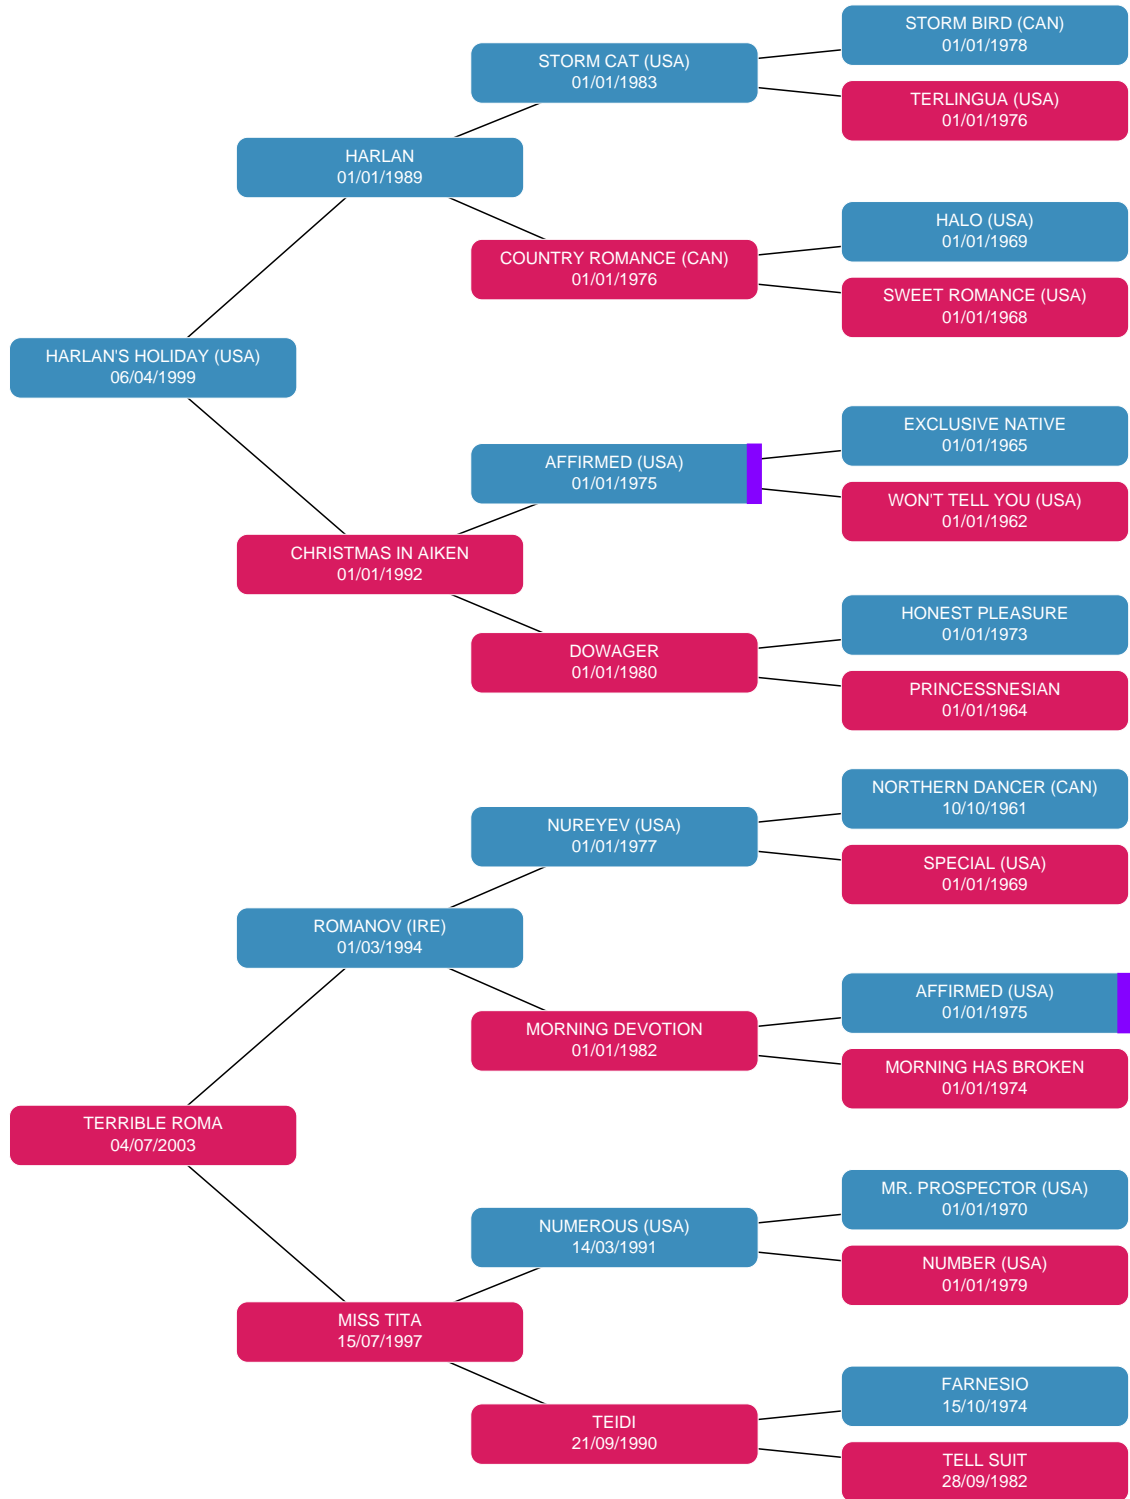 STORM BIRD (CAN)
01/01/1978
STORM CAT (USA)
01/01/1983
TERLINGUA (USA)
01/01/1976
HARLAN
01/01/1989
HALO (USA)
01/01/1969
COUNTRY ROMANCE (CAN)
01/01/1976
SWEET ROMANCE (USA)
01/01/1968
HARLAN'S HOLIDAY (USA)
06/04/1999
EXCLUSIVE NATIVE
01/01/1965
AFFIRMED (USA)
01/01/1975
WON'T TELL YOU (USA)
01/01/1962
CHRISTMAS IN AIKEN
01/01/1992
HONEST PLEASURE
01/01/1973
DOWAGER
01/01/1980
PRINCESSNESIAN
01/01/1964
NORTHERN DANCER (CAN)
10/10/1961
NUREYEV (USA)
01/01/1977
SPECIAL (USA)
01/01/1969
ROMANOV (IRE)
01/03/1994
AFFIRMED (USA)
01/01/1975
MORNING DEVOTION
01/01/1982
MORNING HAS BROKEN
01/01/1974
TERRIBLE ROMA
04/07/2003
MR. PROSPECTOR (USA)
01/01/1970
NUMEROUS (USA)
14/03/1991
NUMBER (USA)
01/01/1979
MISS TITA
15/07/1997
FARNESIO
15/10/1974
TEIDI
21/09/1990
TELL SUIT
28/09/1982